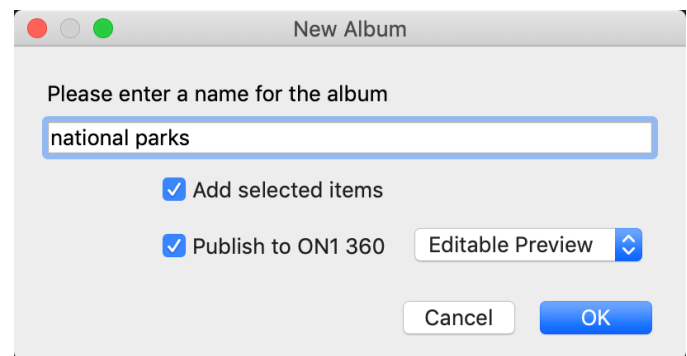 New Album
Please enter a name for the album
national parks
Add selected items
Publish to ON1 360 Editable Preview
Cancel OK